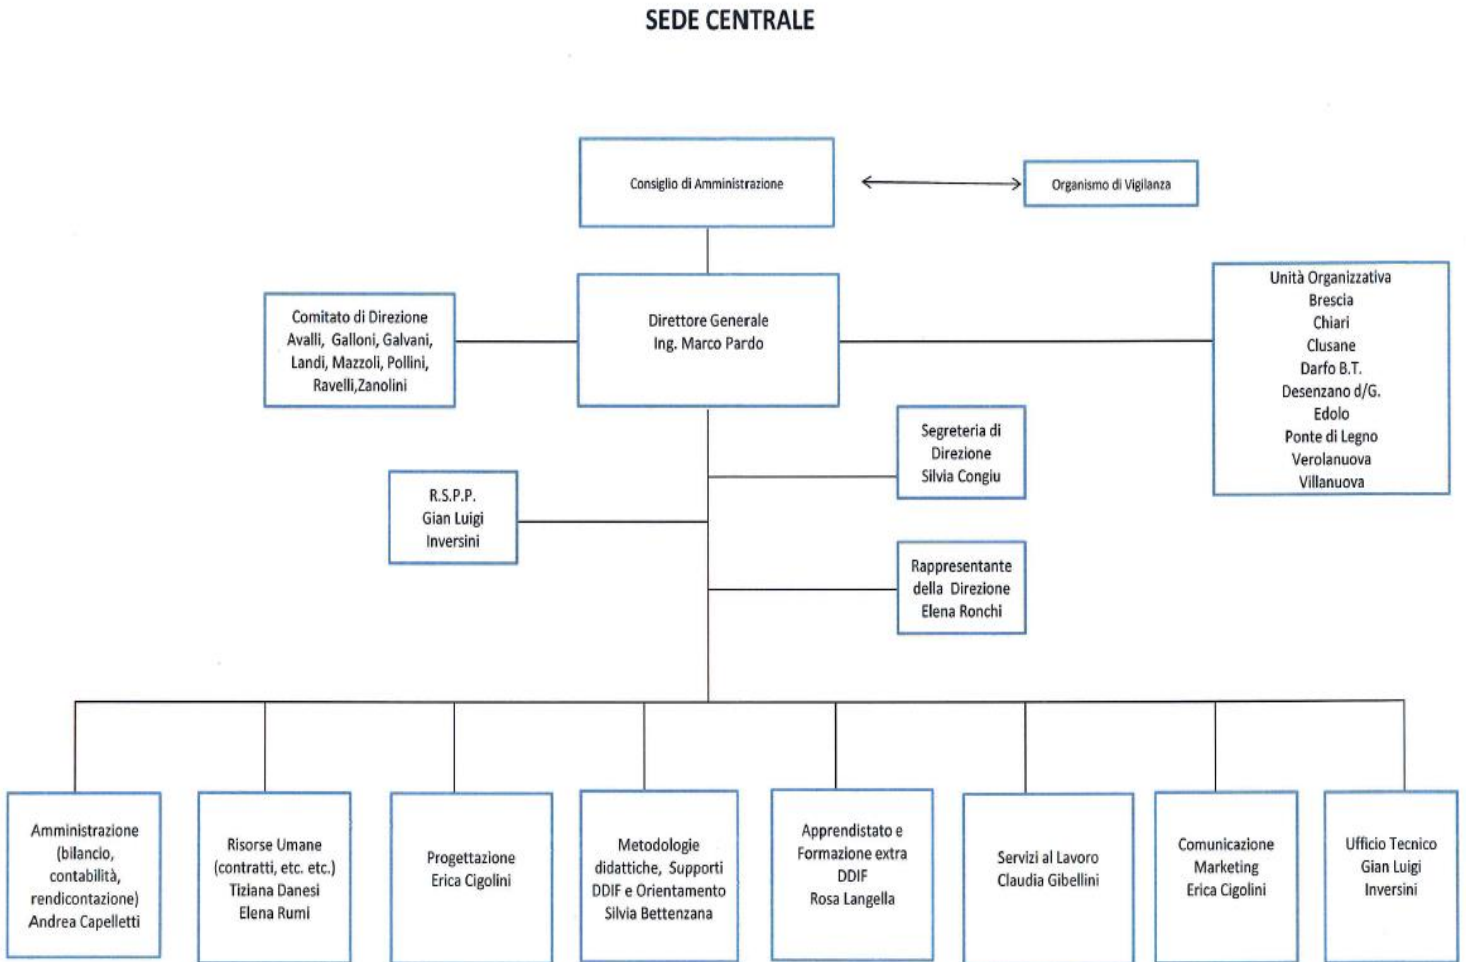 SEDE CENTRALE
Consiglio di Amministrazione
Organismo di Vigilanza
Comitato di Direzione
Avalli, Galloni, Galvani,
Landi, Mazzoli, Pollini,
Ravelli,Zanolini
Direttore Generale
Ing. Marco Pardo
Unità Organizzativa
Brescia
Chiari
Clusane
Darfo B.T.
Desenzano d/G.
Edolo
Ponte di Legno
Verolanuova
Villanuova
Segreteria di
Direzione
Silvia Congiu
R.S.P.P.
Gian Luigi
Inversini
Rappresentante
della Direzione
Elena Ronchi
Amministrazione
(bilancio,
contabilità,
rendicontazione)
Andrea Capelletti
Risorse Umane
(contratti, etc. etc.)
Tiziana Danesi
Elena Rumi
Progettazione
Erica Cigolini
Metodologie
didattiche, Supporti
DDIF e Orientamento
Silvia Bettenzana
Apprendistato e
Formazione extra
DDIF
Rosa Langella
Servizi al Lavoro
Claudia Gibellini
Comunicazione
Marketing
Erica Cigolini
Ufficio Tecnico
Gian Luigi
Inversini